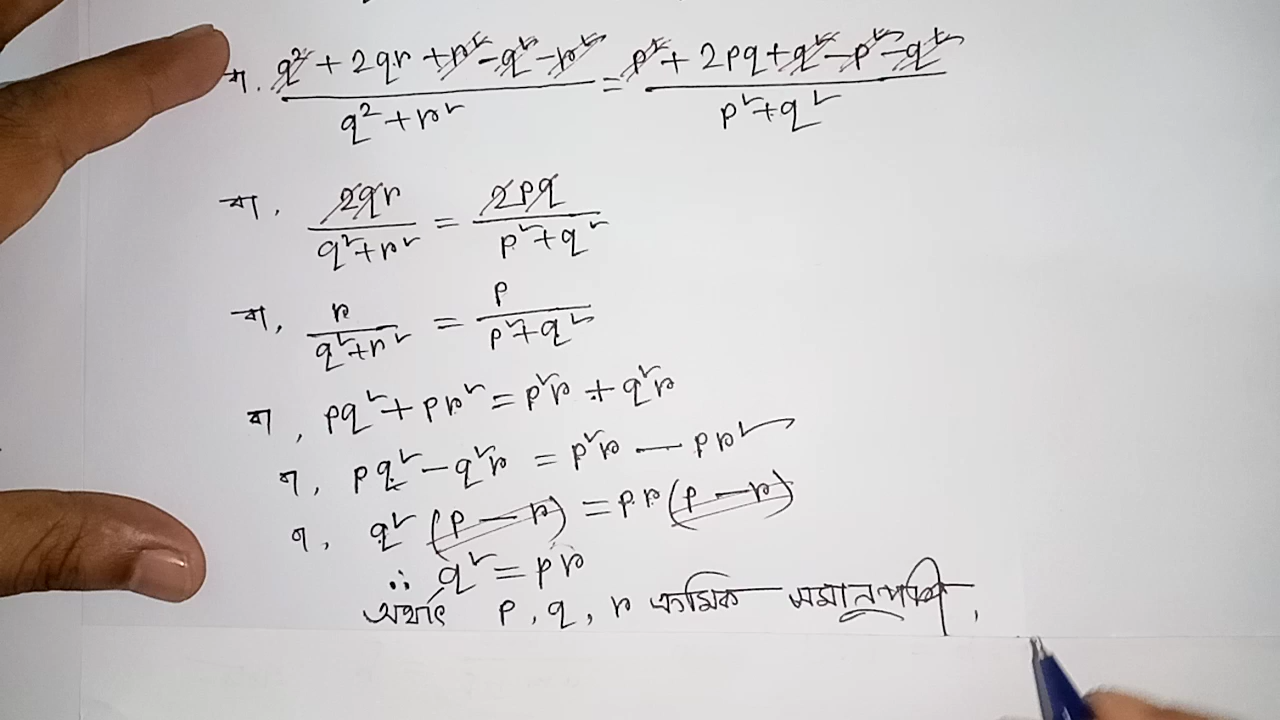 বা, (q² + 2qr + r² - q² - r²)/(q² + r²) = (p² + 2pq + q² - p² - q²)/(p² + q²)
বা, 2qr/(q² + r²) = 2pq/(p² + q²)
বা, r/(q² + r²) = p/(p² + q²)
বা, pq² + pr² = p²r + q²r
বা, pq² - q²r = p²r - pr²
বা, q² (p - r) = pr (p - r)
∴ q² = pr
অর্থাৎ p, q, r ক্রমিক সমানুপাতী,